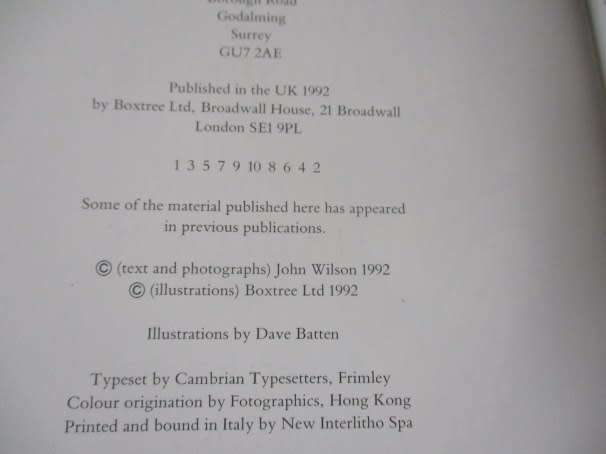 Borough Road
Godalming
Surrey
GU7 2AE
Published in the UK 1992
by Boxtree Ltd, Broadwall House, 21 Broadwall
London SE1 9PL
1 3 5 7 9 10 8 6 4 2
Some of the material published here has appeared
in previous publications.
© (text and photographs) John Wilson 1992
© (illustrations) Boxtree Ltd 1992
Illustrations by Dave Batten
Typeset by Cambrian Typesetters, Frimley
Colour origination by Fotographics, Hong Kong
Printed and bound in Italy by New Interlitho Spa